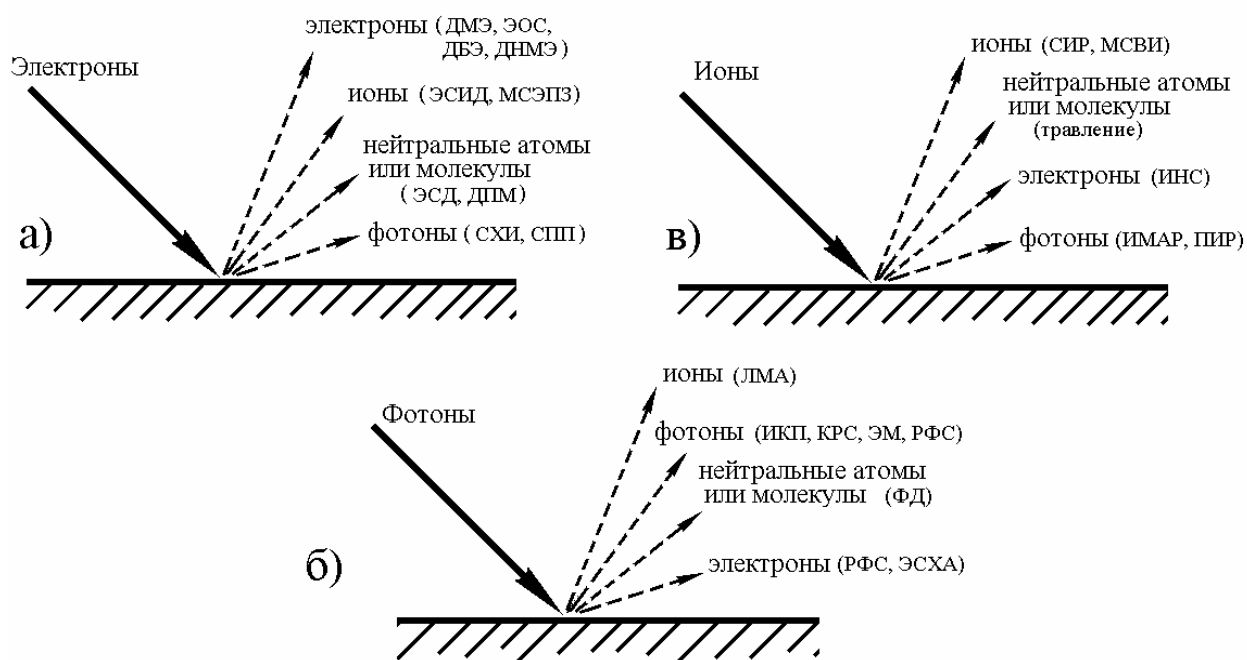 Электроны
электроны (ДМЭ, ЭОС,
ДБЭ, ДНМЭ)
ионы (ЭСИД, МСЭПЗ)
нейтральные атомы
или молекулы
(ЭСД, ДПМ)
фотоны (СХИ, СПП)
а)
Ионы
ионы (СИР, МСВИ)
нейтральные атомы
или молекулы
(травление)
электроны (ИНС)
фотоны (ИМАР, ПИР)
в)
Фотоны
ионы (ЛМА)
фотоны (ИКП, КРС, ЭМ, РФС)
нейтральные атомы
или молекулы (ФД)
электроны (РФС, ЭСХА)
б)